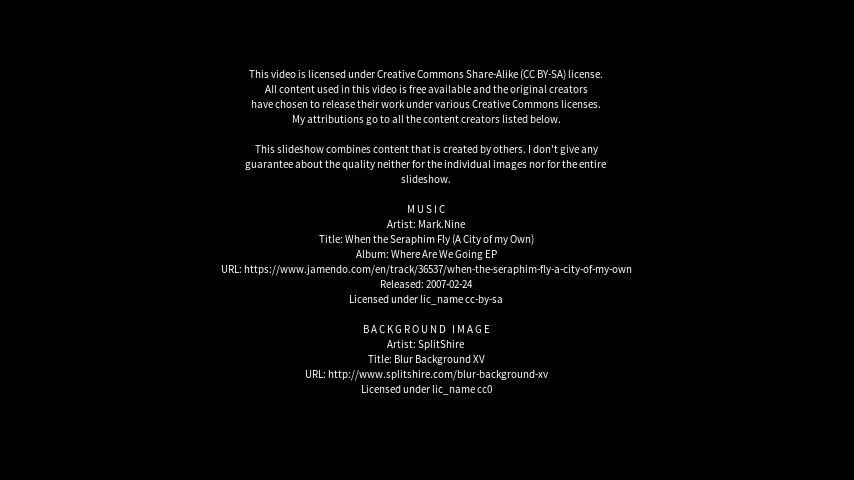 This video is licensed under Creative Commons Share-Alike (CC BY-SA) license.
All content used in this video is free available and the original creators
have chosen to release their work under various Creative Commons licenses.
My attributions go to all the content creators listed below.
This slideshow combines content that is created by others. I don't give any
guarantee about the quality neither for the individual images nor for the entire
slideshow.
MUSIC
Artist: Mark.Nine
Title: When the Seraphim Fly (A City of my Own)
Album: Where Are We Going EP
URL: https://www.jamendo.com/en/track/36537/when-the-seraphim-fly-a-city-of-my-own
Released: 2007-02-24
Licensed under lic_name cc-by-sa
BACKGROUND IMAGE
Artist: SplitShire
Title: Blur Background XV
URL: http://www.splitshire.com/blur-background-xv
Licensed under lic_name cc0